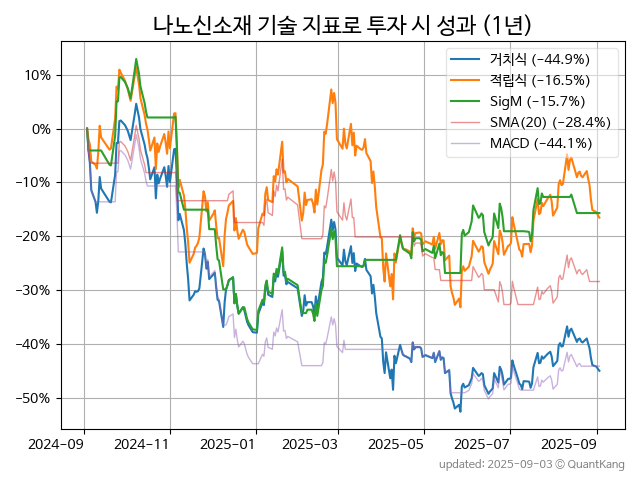 나노신소재 기술 지표로 투자 시 성과 (1년)
거치식 (−44.9%)
적립식 (−16.5%)
SigM (−15.7%)
SMA(20) (−28.4%)
MACD (−44.1%)
10%
0%
−10%
−20%
−30%
−40%
−50%
2024−09 2024−11 2025−01 2025−03 2025−05 2025−07 2025−09
updated: 2025−09−03 © QuantKang